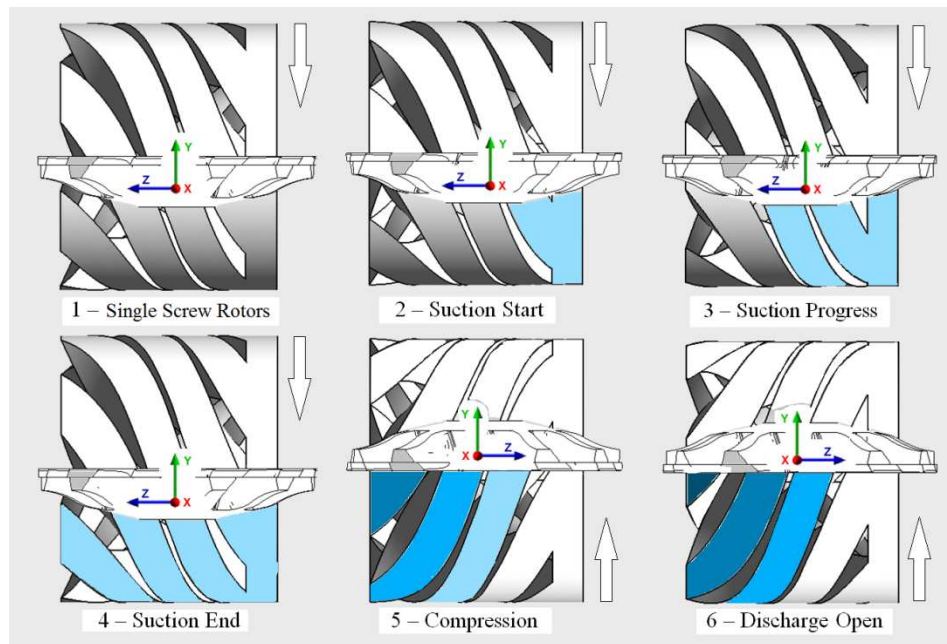 Y
Z
X
1 – Single Screw Rotors
Y
Z
X
2 – Suction Start
Y
Z
X
3 – Suction Progress
Y
Z
X
4 – Suction End
Y
X
Z
5 – Compression
Y
X
Z
6 – Discharge Open